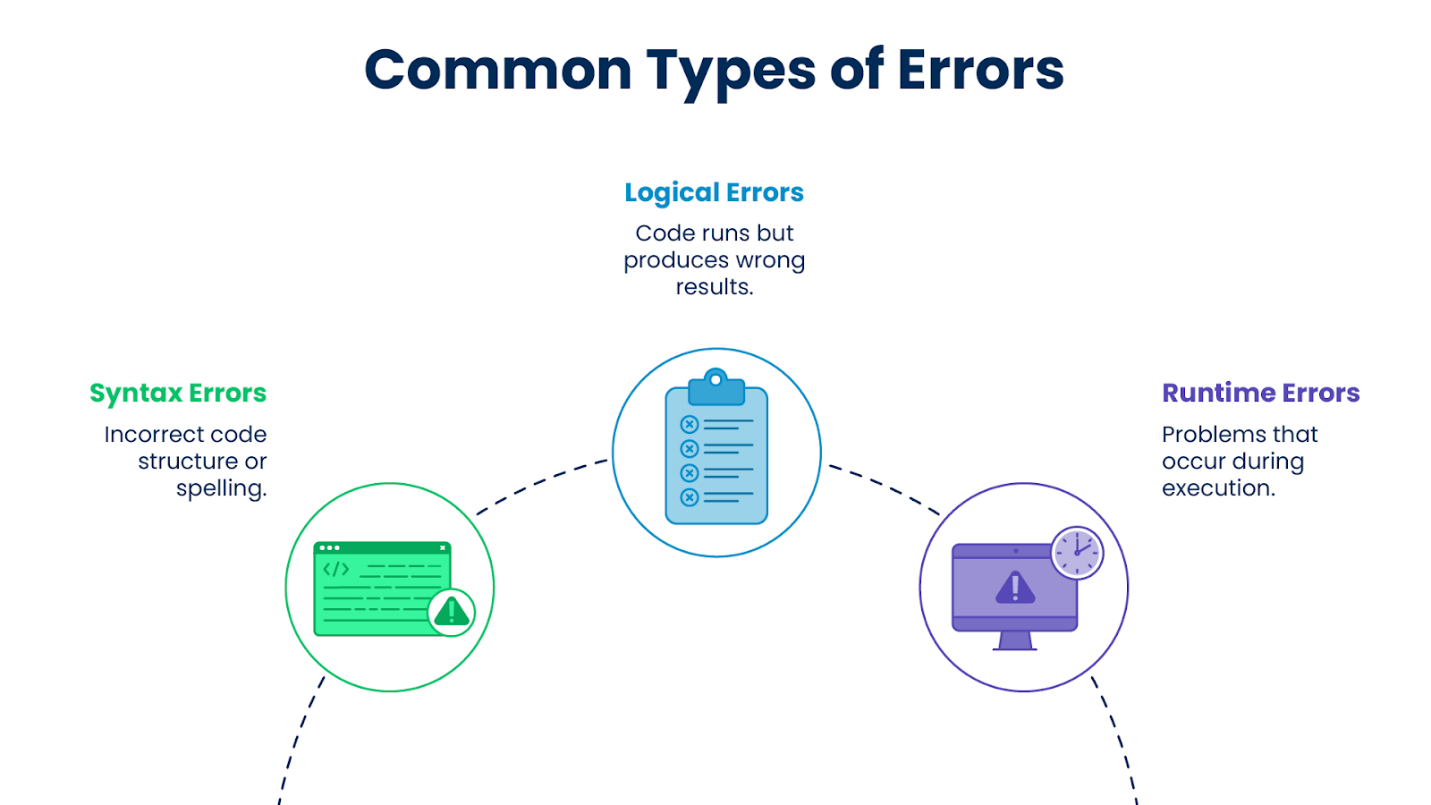 Common Types of Errors
Logical Errors
Code runs but
produces wrong
results.
Syntax Errors
Incorrect code
structure or
spelling.
Runtime Errors
Problems that
occur during
execution.
</>